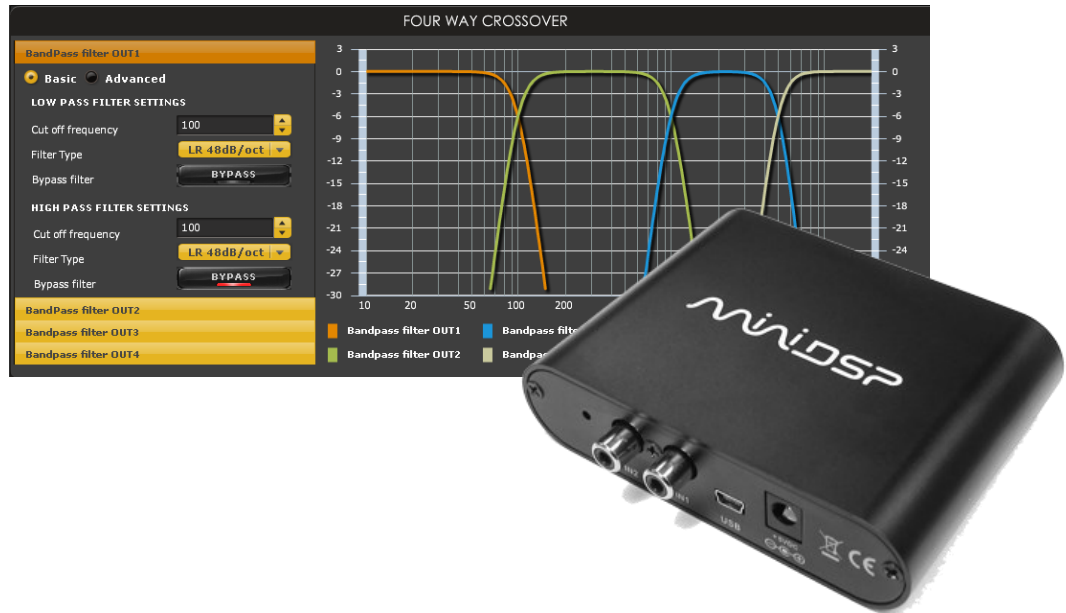 FOUR WAY CROSSOVER
BandPass filter OUT1
Basic Advanced
LOW PASS FILTER SETTINGS
Cut off frequency 100
Filter Type LR 48dB/oct
Bypass filter BYPASS
HIGH PASS FILTER SETTINGS
Cut off frequency 100
Filter Type LR 48dB/oct
Bypass filter BYPASS
BandPass filter OUT2
Bandpass filter OUT3
BandPass filter OUT4
3 3
0 0
-3 -3
-6 -6
-9 -9
-12 -12
-15 -15
-18 -18
-21 -21
-24 -24
-27
-30
10 20 50 100 200
Bandpass filter OUT1 Bandpass filte
Bandpass filter OUT2 Bandpa
miniDSP
IN2 IN1 USB +5VDC
CE